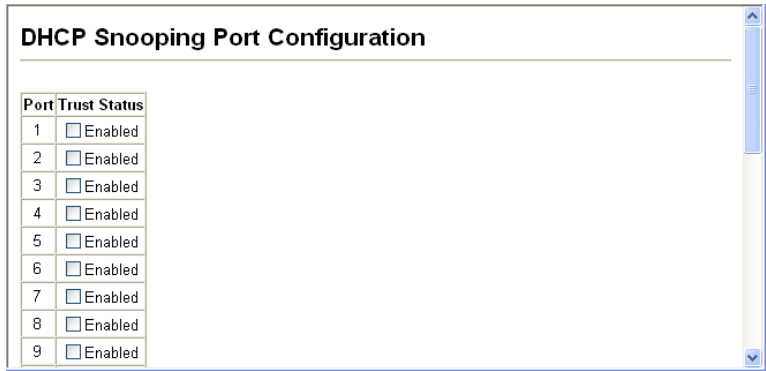 DHCP Snooping Port Configuration
Port Trust Status
1 Enabled
2 Enabled
3 Enabled
4 Enabled
5 Enabled
6 Enabled
7 Enabled
8 Enabled
9 Enabled